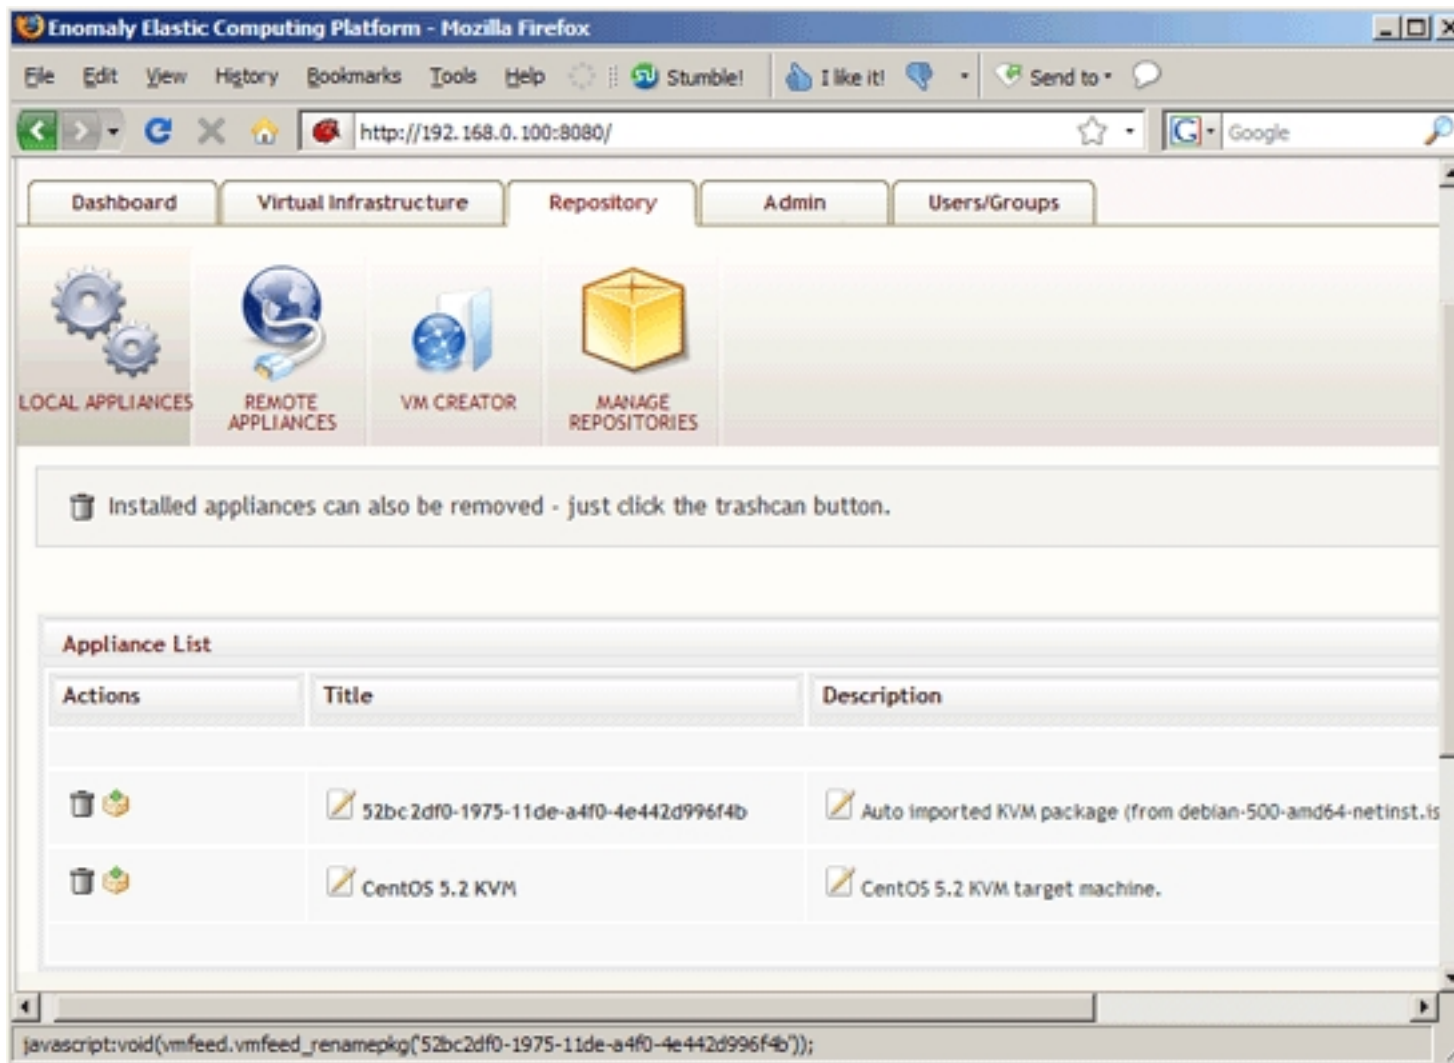 Enomaly Elastic Computing Platform - Mozilla Firefox
File Edit View History Bookmarks Tools Help Stumble! I like it! Send to
http://192.168.0.100:8080/ Google
Dashboard Virtual Infrastructure Repository Admin Users/Groups
LOCAL APPLIANCES REMOTE APPLIANCES VM CREATOR MANAGE REPOSITORIES
Installed appliances can also be removed - just click the trashcan button.
Appliance List
Actions Title Description
52bc2df0-1975-11de-a4f0-4e442d996f4b Auto imported KVM package (from debian-500-amd64-netinst.is
CentOS 5.2 KVM CentOS 5.2 KVM target machine.
javascript:void(vmfeed.vmfeed_renamepkg('52bc2df0-1975-11de-a4f0-4e442d996f4b'));